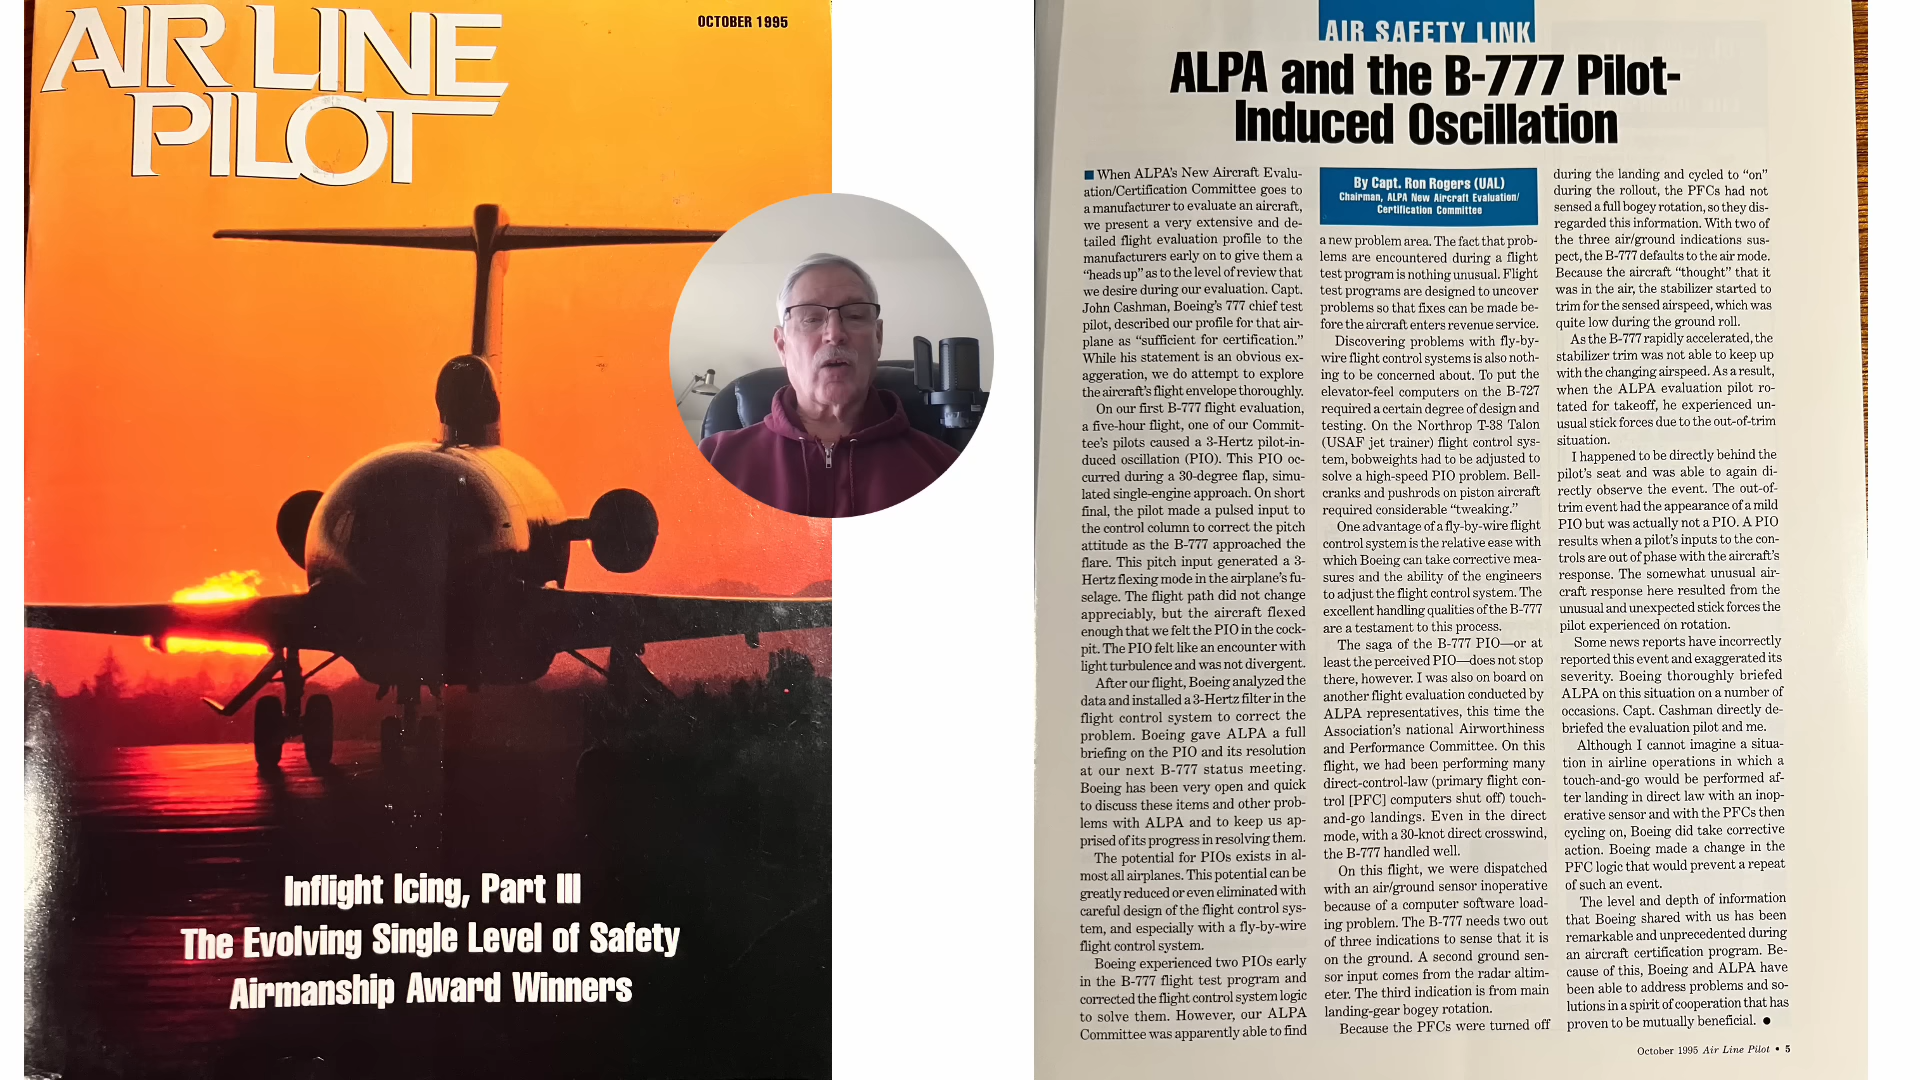 AIR LINE
PILOT
OCTOBER 1995
Inflight Icing, Part III
The Evolving Single Level of Safety
Airmanship Award Winners
AIR SAFETY LINK
ALPA and the B-777 Pilot-
Induced Oscillation
When ALPA's New Aircraft Evalu-
ation/Certification Committee goes to
a manufacturer to evaluate an aircraft,
we present a very extensive and de-
tailed flight evaluation profile to the
manufacturers early on to give them a
“heads up” as to the level of review that
we desire during our evaluation. Capt.
John Cashman, Boeing's 777 chief test
pilot, described our profile for that air-
plane as “sufficient for certification.”
While his statement is an obvious ex-
aggeration, we do attempt to explore
the aircraft's flight envelope thoroughly.
On our first B-777 flight evaluation,
a five-hour flight, one of our Commit-
tee's pilots caused a 3-Hertz pilot-in-
duced oscillation (PIO). This PIO oc-
curred during a 30-degree flap, simu-
lated single-engine approach. On short
final, the pilot made a pulsed input to
the control column to correct the pitch
attitude as the B-777 approached the
flare. This pitch input generated a 3-
Hertz flexing mode in the airplane's fu-
selage. The flight path did not change
appreciably, but the aircraft flexed
enough that we felt the PIO in the cock-
pit. The PIO felt like an encounter with
light turbulence and was not divergent.
After our flight, Boeing analyzed the
data and installed a 3-Hertz filter in the
flight control system to correct the
problem. Boeing gave ALPA a full
briefing on the PIO and its resolution
at our next B-777 status meeting.
Boeing has been very open and quick
to discuss these items and other prob-
lems with ALPA and to keep us ap-
prised of its progress in resolving them.
The potential for PIOs exists in al-
most all airplanes. This potential can be
greatly reduced or even eliminated with
careful design of the flight control sys-
tem, and especially with a fly-by-wire
flight control system.
Boeing experienced two PIOs early
in the B-777 flight test program and
corrected the flight control system logic
to solve them. However, our ALPA
Committee was apparently able to find
By Capt. Ron Rogers (UAL)
Chairman, ALPA New Aircraft Evaluation/
Certification Committee
a new problem area. The fact that prob-
lems are encountered during a flight
test program is nothing unusual. Flight
test programs are designed to uncover
problems so that fixes can be made be-
fore the aircraft enters revenue service.
Discovering problems with fly-by-
wire flight control systems is also noth-
ing to be concerned about. To put the
elevator-feel computers on the B-727
required a certain degree of design and
testing. On the Northrop T-38 Talon
(USAF jet trainer) flight control sys-
tem, bobweights had to be adjusted to
solve a high-speed PIO problem. Bell-
cranks and pushrods on piston aircraft
required considerable “tweaking.”
One advantage of a fly-by-wire flight
control system is the relative ease with
which Boeing can take corrective mea-
sures and the ability of the engineers
to adjust the flight control system. The
excellent handling qualities of the B-777
are a testament to this process.
The saga of the B-777 PIO—or at
least the perceived PIO—does not stop
there, however. I was also on board on
another flight evaluation conducted by
ALPA representatives, this time the
Association's national Airworthiness
and Performance Committee. On this
flight, we had been performing many
direct-control-law (primary flight con-
trol [PFC] computers shut off) touch-
and-go landings. Even in the direct
mode, with a 30-knot direct crosswind,
the B-777 handled well.
On this flight, we were dispatched
with an air/ground sensor inoperative
because of a computer software load-
ing problem. The B-777 needs two out
of three indications to sense that it is
on the ground. A second ground sen-
sor input comes from the radar altim-
eter. The third indication is from main
landing-gear bogey rotation.
Because the PFCs were turned off
during the landing and cycled to “on”
during the rollout, the PFCs had not
sensed a full bogey rotation, so they dis-
regarded this information. With two of
the three air/ground indications sus-
pect, the B-777 defaults to the air mode.
Because the aircraft “thought” that it
was in the air, the stabilizer started to
trim for the sensed airspeed, which was
quite low during the ground roll.
As the B-777 rapidly accelerated, the
stabilizer trim was not able to keep up
with the changing airspeed. As a result,
when the ALPA evaluation pilot ro-
tated for takeoff, he experienced un-
usual stick forces due to the out-of-trim
situation.
I happened to be directly behind the
pilot's seat and was able to again di-
rectly observe the event. The out-of-
trim event had the appearance of a mild
PIO but was actually not a PIO. A PIO
results when a pilot's inputs to the con-
trols are out of phase with the aircraft's
response. The somewhat unusual air-
craft response here resulted from the
unusual and unexpected stick forces the
pilot experienced on rotation.
Some news reports have incorrectly
reported this event and exaggerated its
severity. Boeing thoroughly briefed
ALPA on this situation on a number of
occasions. Capt. Cashman directly de-
briefed the evaluation pilot and me.
Although I cannot imagine a situa-
tion in airline operations in which a
touch-and-go would be performed af-
ter landing in direct law with an inop-
erative sensor and with the PFCs then
cycling on, Boeing did take corrective
action. Boeing made a change in the
PFC logic that would prevent a repeat
of such an event.
The level and depth of information
that Boeing shared with us has been
remarkable and unprecedented during
an aircraft certification program. Be-
cause of this, Boeing and ALPA have
been able to address problems and so-
lutions in a spirit of cooperation that has
proven to be mutually beneficial. ●
October 1995 Air Line Pilot • 5